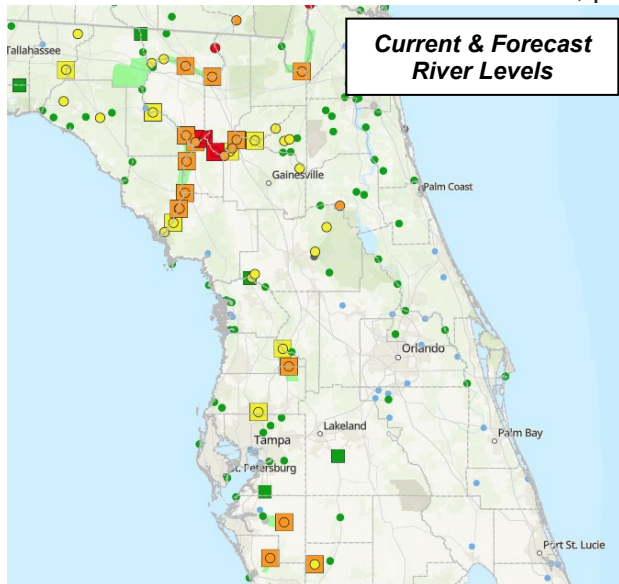 Current & Forecast
River Levels
Tallahassee
Gainesville
Palm Coast
Orlando
Lakeland
Tampa
Palm Bay
St. Petersburg
Port St. Lucie